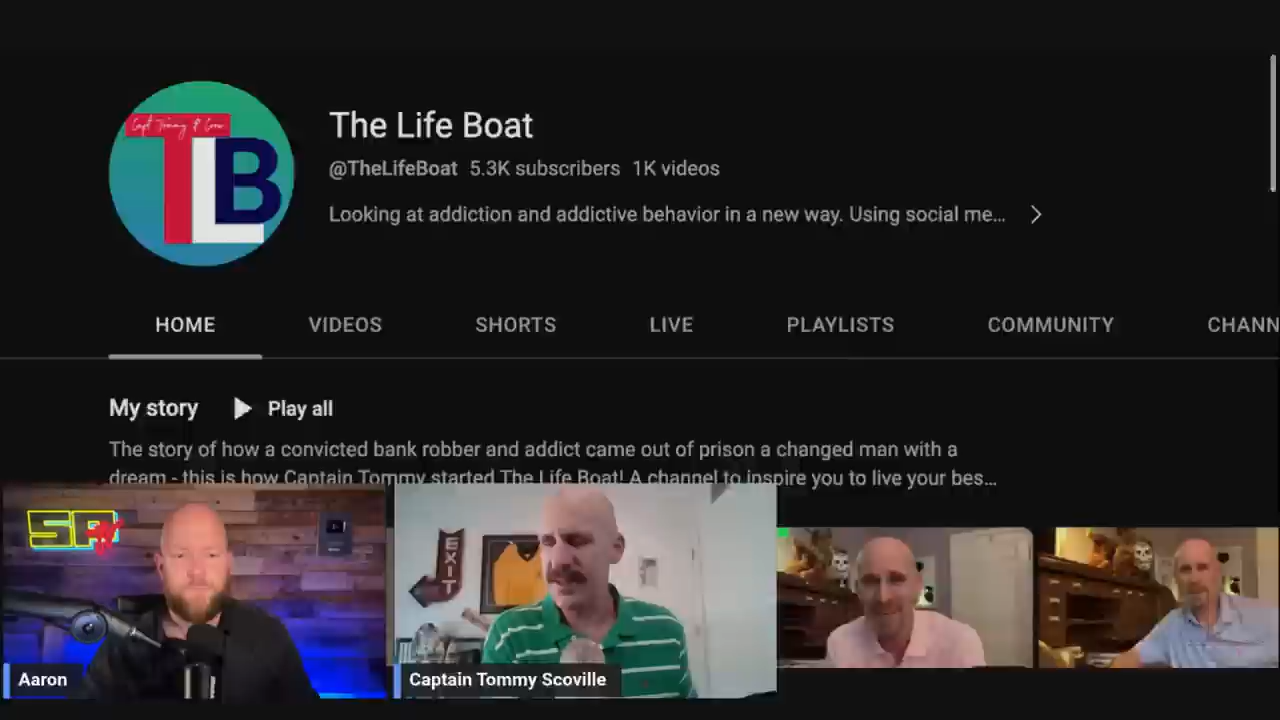 Capt Tommy & Crew
TLB
The Life Boat
@TheLifeBoat 5.3K subscribers 1K videos
Looking at addiction and addictive behavior in a new way. Using social me...
HOME VIDEOS SHORTS LIVE PLAYLISTS COMMUNITY CHANN
My story Play all
The story of how a convicted bank robber and addict came out of prison a changed man with a
dream - this is how Captain Tommy started The Life Boat! A channel to inspire you to live your bes...
EXIT
Aaron
Captain Tommy Scoville